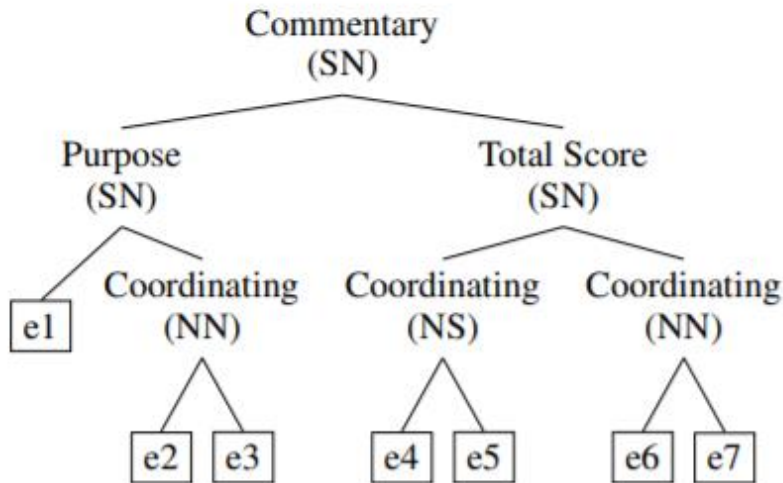 Commentary
(SN)
Purpose
(SN)
Total Score
(SN)
e1
Coordinating
(NN)
Coordinating
(NS)
Coordinating
(NN)
e2
e3
e4
e5
e6
e7